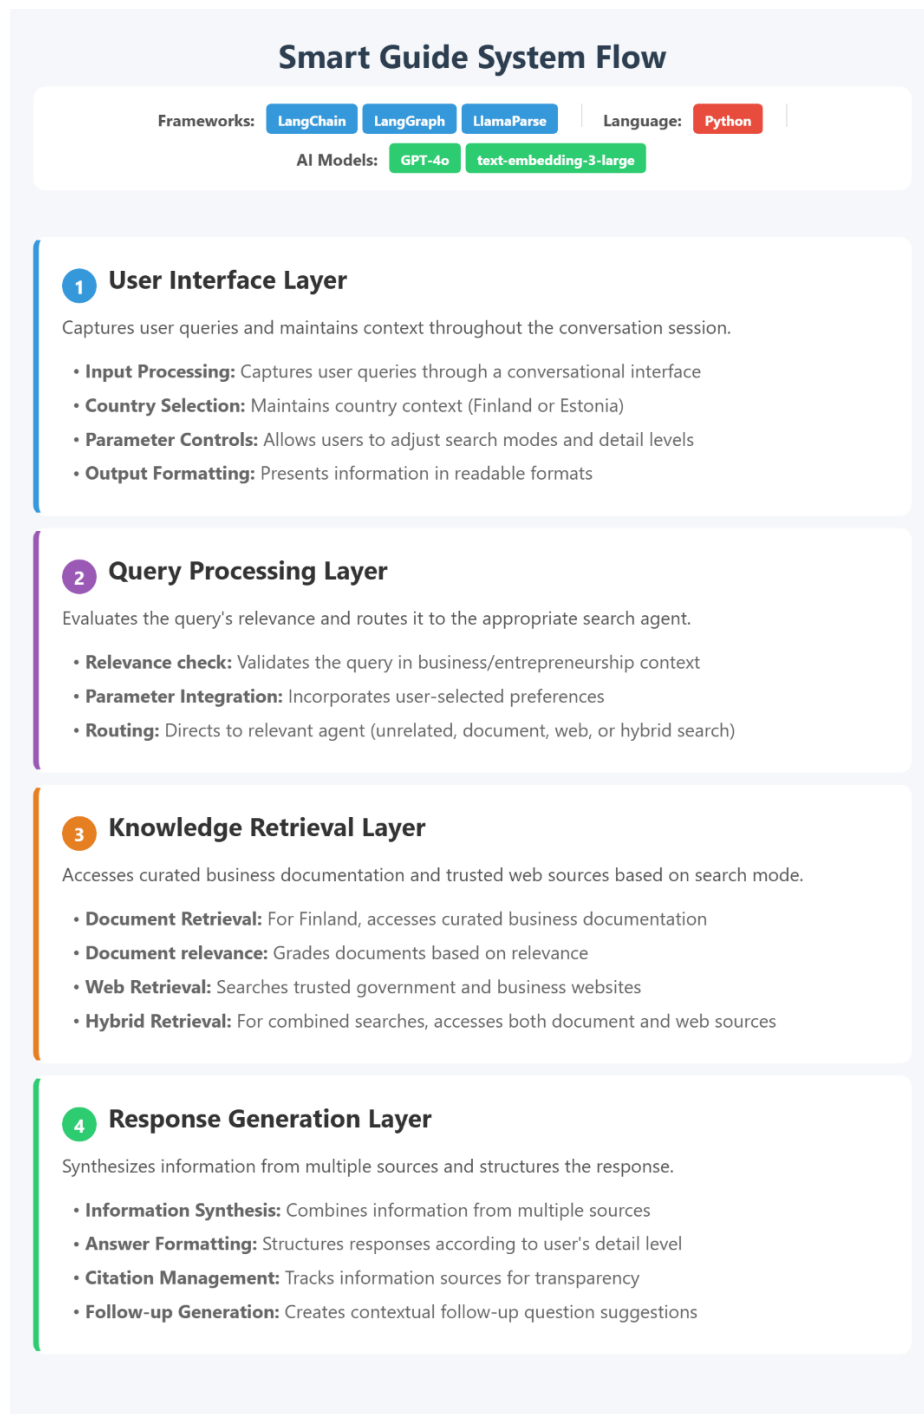 Smart Guide System Flow
Frameworks: LangChain LangGraph LlamaParse Language: Python
AI Models: GPT-4o text-embedding-3-large
1 User Interface Layer
Captures user queries and maintains context throughout the conversation session.
• Input Processing: Captures user queries through a conversational interface
• Country Selection: Maintains country context (Finland or Estonia)
• Parameter Controls: Allows users to adjust search modes and detail levels
• Output Formatting: Presents information in readable formats
2 Query Processing Layer
Evaluates the query's relevance and routes it to the appropriate search agent.
• Relevance check: Validates the query in business/entrepreneurship context
• Parameter Integration: Incorporates user-selected preferences
• Routing: Directs to relevant agent (unrelated, document, web, or hybrid search)
3 Knowledge Retrieval Layer
Accesses curated business documentation and trusted web sources based on search mode.
• Document Retrieval: For Finland, accesses curated business documentation
• Document relevance: Grades documents based on relevance
• Web Retrieval: Searches trusted government and business websites
• Hybrid Retrieval: For combined searches, accesses both document and web sources
4 Response Generation Layer
Synthesizes information from multiple sources and structures the response.
• Information Synthesis: Combines information from multiple sources
• Answer Formatting: Structures responses according to user's detail level
• Citation Management: Tracks information sources for transparency
• Follow-up Generation: Creates contextual follow-up question suggestions